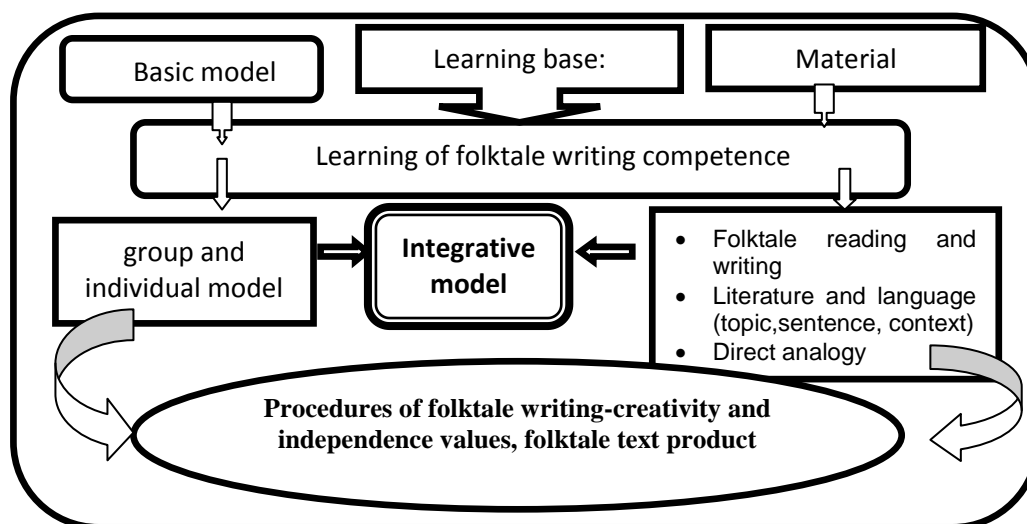 Basic model
Learning base:
Material
Learning of folktale writing competence
group and
individual model
Integrative
model
• Folktale reading and
writing
• Literature and language
(topic,sentence, context)
• Direct analogy
Procedures of folktale writing-creativity and
independence values, folktale text product